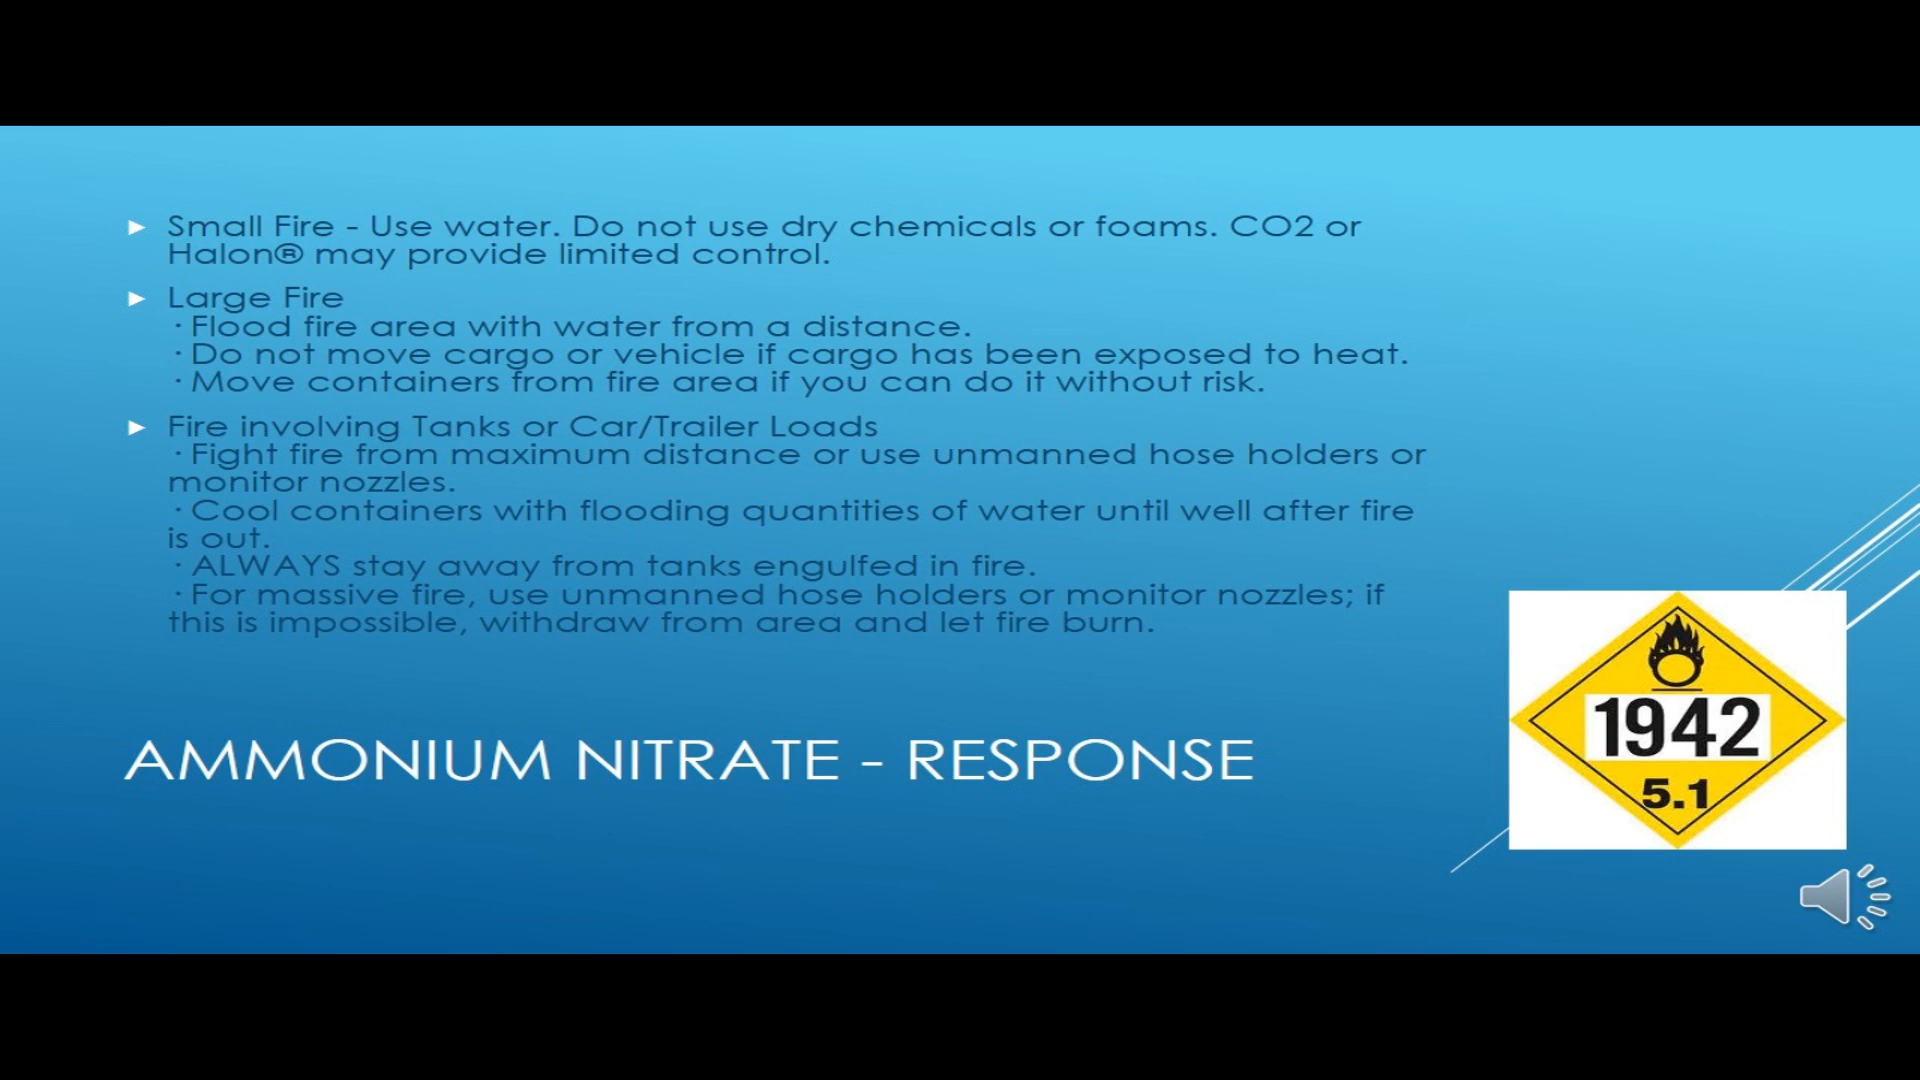 Small Fire - Use water. Do not use dry chemicals or foams. CO2 or
Halon® may provide limited control.
Large Fire
· Flood fire area with water from a distance.
· Do not move cargo or vehicle if cargo has been exposed to heat.
· Move containers from fire area if you can do it without risk.
Fire involving Tanks or Car/Trailer Loads
· Fight fire from maximum distance or use unmanned hose holders or
monitor nozzles.
· Cool containers with flooding quantities of water until well after fire
is out.
· ALWAYS stay away from tanks engulfed in fire.
· For massive fire, use unmanned hose holders or monitor nozzles; if
this is impossible, withdraw from area and let fire burn.
AMMONIUM NITRATE - RESPONSE
1942
5.1